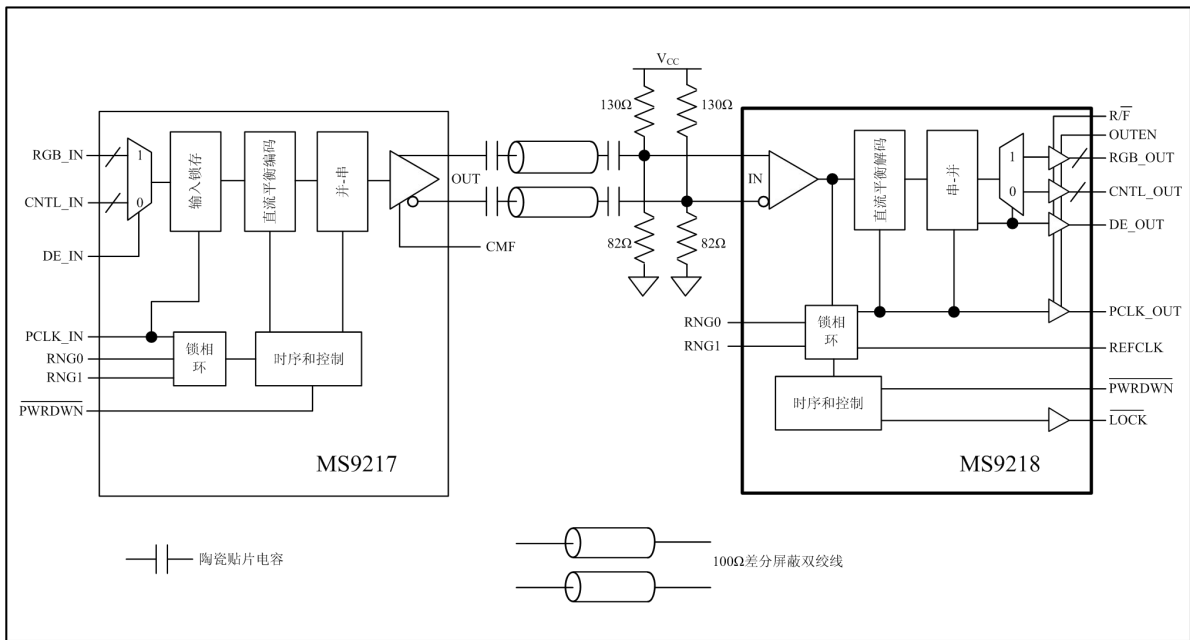 VCC
130Ω
130Ω
RGB_IN
1
CNTL_IN
0
DE_IN
输入锁存
直流平衡编码
并-串
OUT
CMF
PCLK_IN
RNG0
RNG1
锁相
环
时序和控制
PWRDWN
MS9217
82Ω
82Ω
IN
直流平衡解码
串-并
1
0
R/F
OUTEN
RGB_OUT
CNTL_OUT
DE_OUT
RNG0
RNG1
锁相
环
PCLK_OUT
REFCLK
时序和控制
PWRDWN
LOCK
MS9218
陶瓷贴片电容
100Ω差分屏蔽双绞线